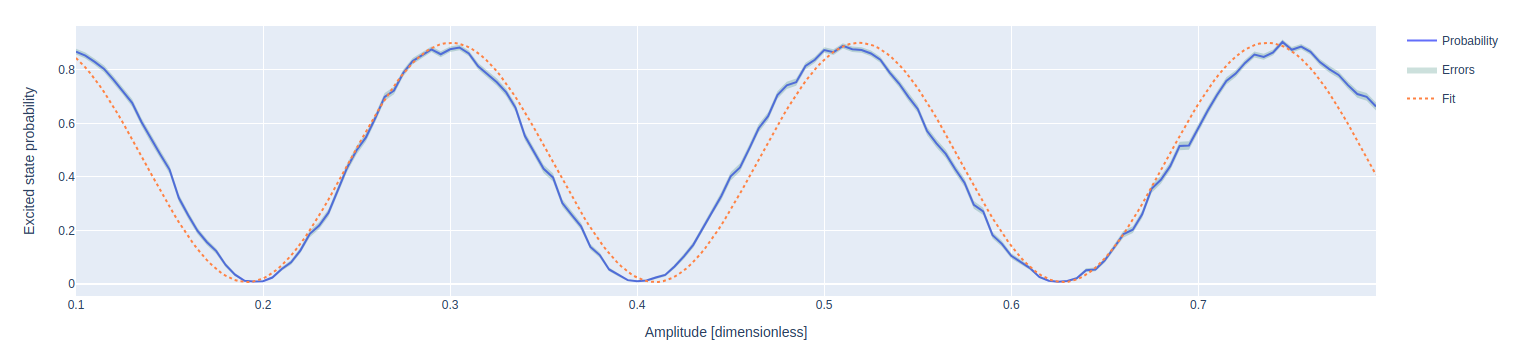 Probability
Errors
Fit
Excited state probability
0.8
0.6
0.4
0.2
0
0.1 0.2 0.3 0.4 0.5 0.6 0.7
Amplitude [dimensionless]